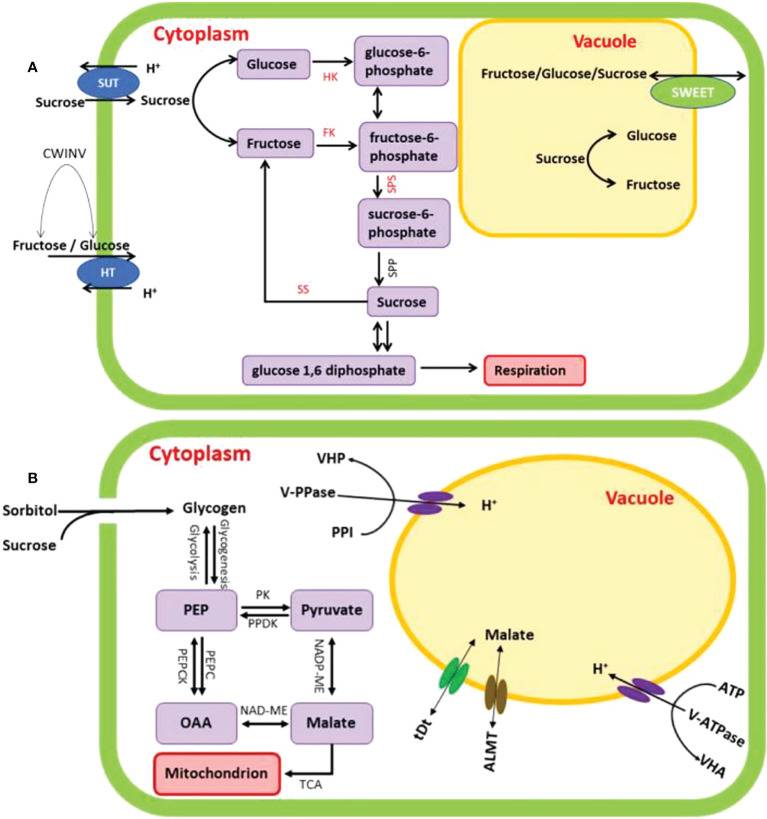 A
Cytoplasm
Vacuole
H+
SUT
Sucrose
Sucrose
Glucose
HK
glucose-6-
phosphate
Fructose
FK
fructose-6-
phosphate
SPS
sucrose-6-
phosphate
SPP
Sucrose
SS
glucose 1,6 diphosphate
Respiration
CWINV
Fructose / Glucose
HT
H+
Fructose/Glucose/Sucrose
SWEET
Sucrose
Glucose
Fructose
B
Cytoplasm
Vacuole
Sorbitol
Sucrose
Glycogen
Glycolysis
Glycogenesis
PEP
PK
PPDK
Pyruvate
PEPCK
PEPC
NADP-ME
OAA
NAD-ME
Malate
Mitochondrion
TCA
VHP
V-PPase
PPI
H+
Malate
tDt
ALMT
H+
ATP
V-ATPase
VHA